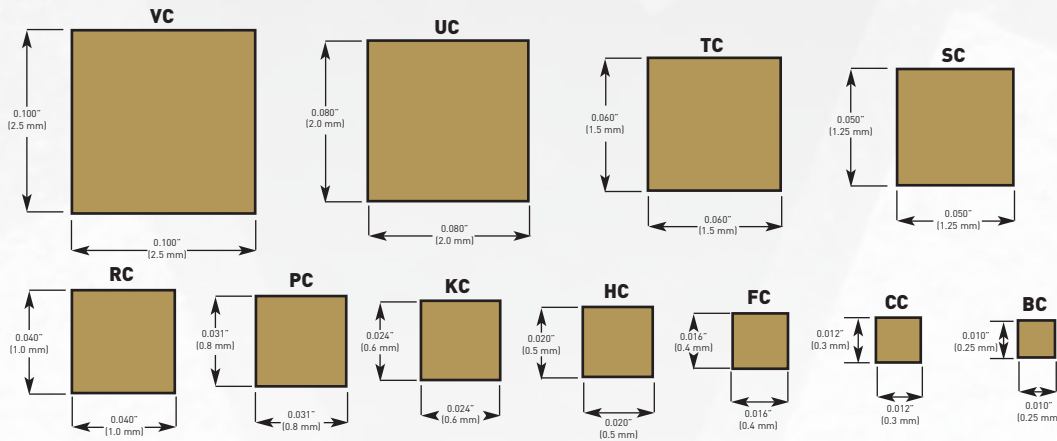 VC
0.100"
(2.5 mm)
0.100"
(2.5 mm)
UC
0.080"
(2.0 mm)
0.080"
(2.0 mm)
TC
0.060"
(1.5 mm)
0.060"
(1.5 mm)
SC
0.050"
(1.25 mm)
0.050"
(1.25 mm)
RC
0.040"
(1.0 mm)
0.040"
(1.0 mm)
PC
0.031"
(0.8 mm)
0.031"
(0.8 mm)
KC
0.024"
(0.6 mm)
0.024"
(0.6 mm)
HC
0.020"
(0.5 mm)
0.020"
(0.5 mm)
FC
0.016"
(0.4 mm)
0.016"
(0.4 mm)
CC
0.012"
(0.3 mm)
0.012"
(0.3 mm)
BC
0.010"
(0.25 mm)
0.010"
(0.25 mm)